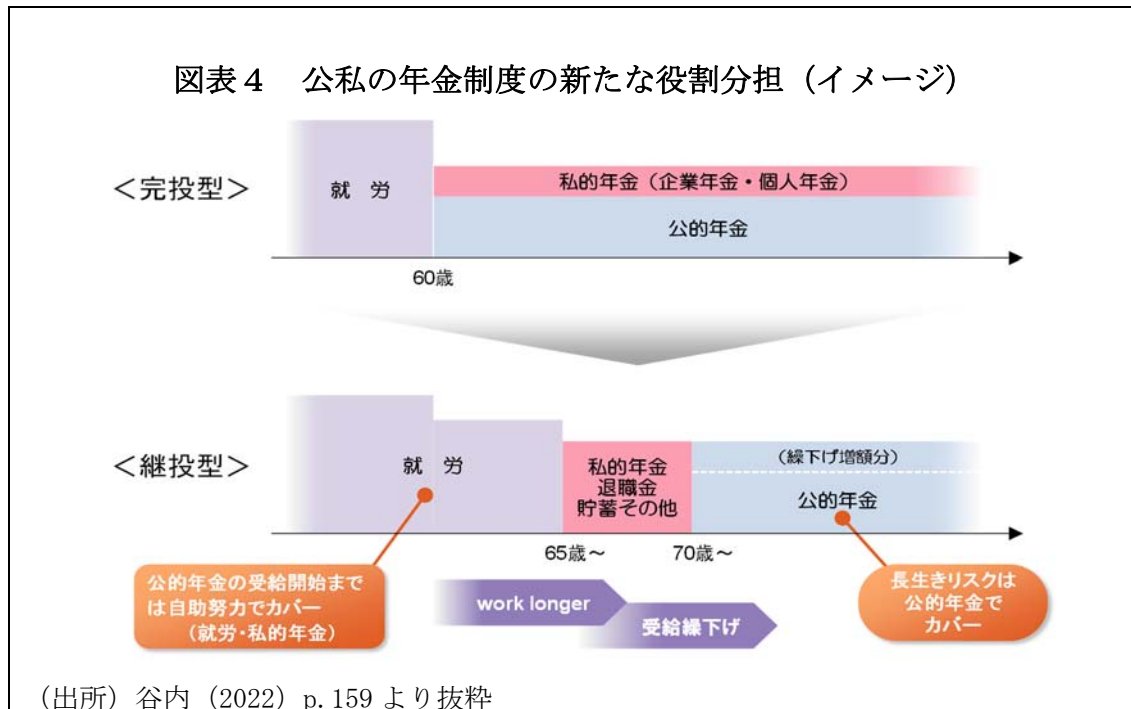 図表４　公私の年金制度の新たな役割分担（イメージ）
＜完投型＞
就　労
私的年金（企業年金・個人年金）
公的年金
60歳
＜継投型＞
就　労
私的年金
退職金
貯蓄その他
（繰下げ増額分）
公的年金
65歳～
70歳～
公的年金の受給開始まで
は自助努力でカバー
（就労・私的年金）
work longer
受給繰下げ
長生きリスクは
公的年金で
カバー
（出所）谷内（2022）p.159 より抜粋